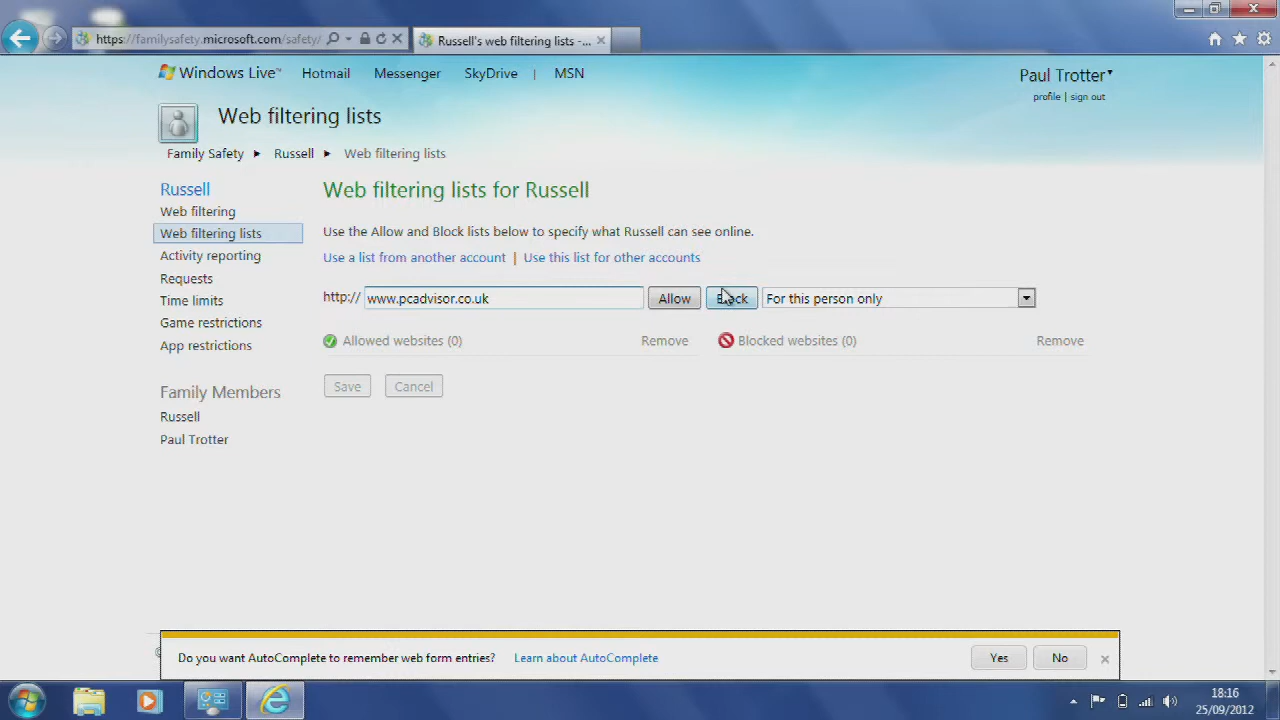 https://familysafety.microsoft.com/safety/
Russell's web filtering lists -...
Windows Live™ Hotmail Messenger SkyDrive | MSN
Paul Trotter
profile | sign out
Web filtering lists
Family Safety Russell Web filtering lists
Russell
Web filtering
Web filtering lists
Activity reporting
Requests
Time limits
Game restrictions
App restrictions
Family Members
Russell
Paul Trotter
Web filtering lists for Russell
Use the Allow and Block lists below to specify what Russell can see online.
Use a list from another account | Use this list for other accounts
http:// www.pcadvisor.co.uk Allow Block For this person only
Allowed websites (0) Remove Blocked websites (0) Remove
Save Cancel
Do you want AutoComplete to remember web form entries? Learn about AutoComplete Yes No
18:16
25/09/2012